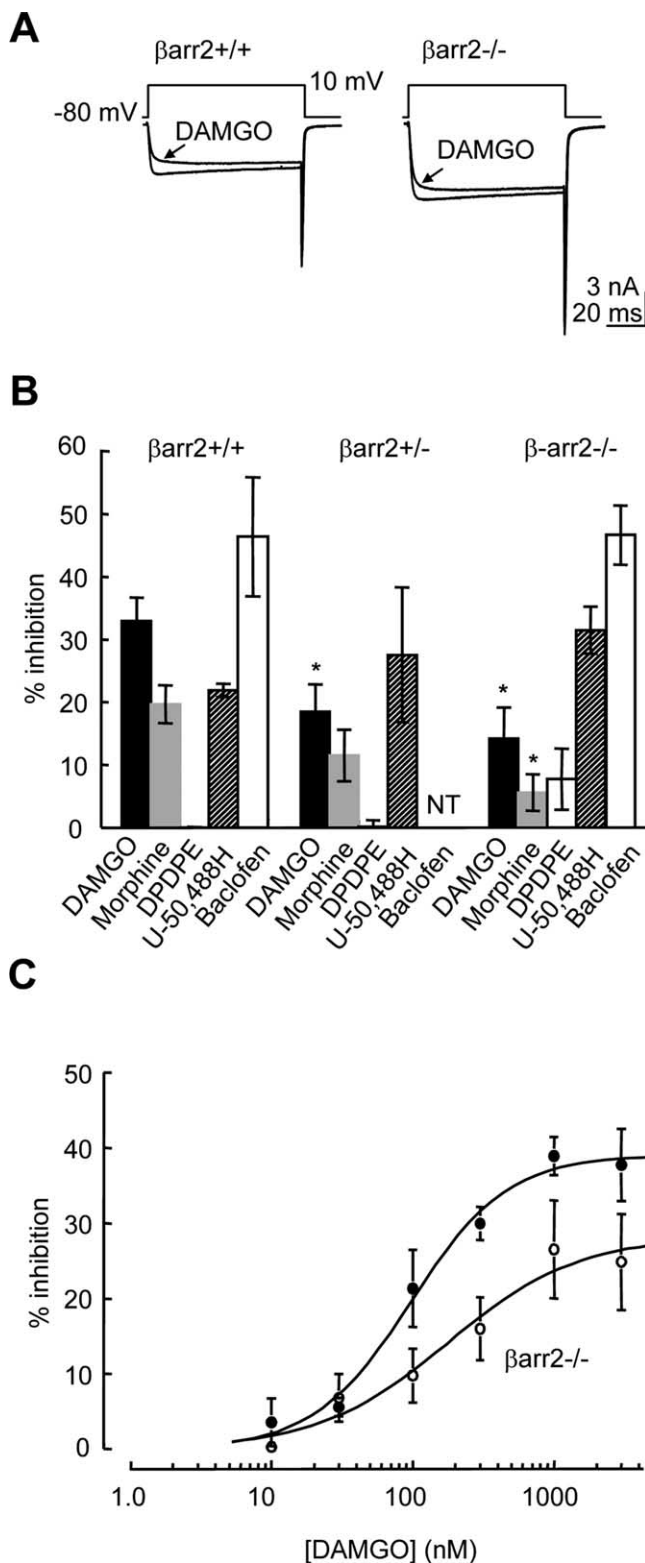 A
βarr2+/+
βarr2-/-
10 mV
-80 mV
DAMGO
DAMGO
3 nA
20 ms
B
60
50
40
30
20
10
0
% inhibition
βarr2+/+
βarr2+/-
β-arr2-/-
*
*
*
NT
DAMGO
Morphine
DPDPE
U-50,488H
Baclofen
DAMGO
Morphine
DPDPE
U-50,488H
Baclofen
DAMGO
Morphine
DPDPE
U-50,488H
Baclofen
C
50
40
30
20
10
0
% inhibition
βarr2-/-
1.0
10
100
1000
[DAMGO] (nM)